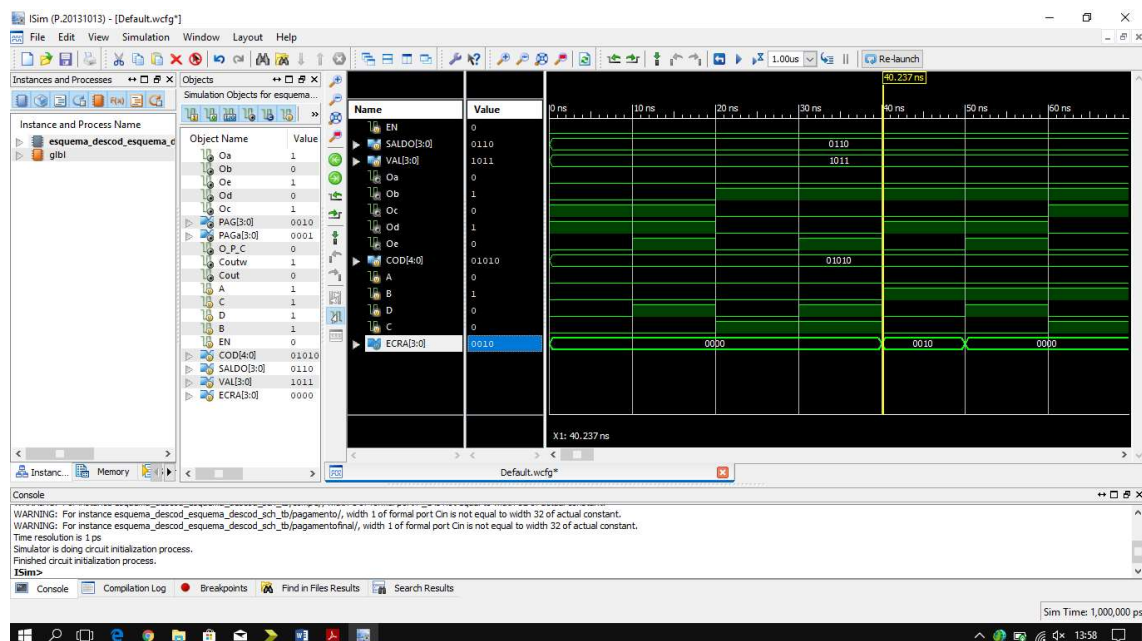 ISim (P.20131013) - [Default.wcfg*]
File Edit View Simulation Window Layout Help
1.00us Re-launch
Instances and Processes
Instance and Process Name
esquema_descod_esquema_d
glbl
Instanc... Memory
Objects
Simulation Objects for esquema...
Object Name Value
Oa 1
Ob 0
Oe 1
Od 0
Oc 1
PAG[3:0] 0010
PAGa[3:0] 0001
O_P_C 0
Coutw 1
Cout 0
A 1
C 1
D 1
B 1
EN 0
COD[4:0] 01010
SALDO[3:0] 0110
VAL[3:0] 1011
ECRA[3:0] 0000
40.237 ns
Name Value
0 ns 10 ns 20 ns 30 ns 40 ns 50 ns 60 ns
EN 0
SALDO[3:0] 0110 0110
VAL[3:0] 1011 1011
Oa 0
Ob 1
Oc 0
Od 1
Oe 0
COD[4:0] 01010 01010
A 0
B 1
D 0
C 0
ECRA[3:0] 0010 0000 0010 0000
X1: 40.237 ns
Default.wcfg*
Console
WARNING: For instance esquema_descod_esquema_descod_sch_tb/pagamento/, width 1 of formal port Cin is not equal to width 32 of actual constant.
WARNING: For instance esquema_descod_esquema_descod_sch_tb/pagamentofinal/, width 1 of formal port Cin is not equal to width 32 of actual constant.
Time resolution is 1 ps
Simulator is doing circuit initialization process.
Finished circuit initialization process.
ISim>
Console Compilation Log Breakpoints Find in Files Results Search Results
Sim Time: 1,000,000 ps
13:58